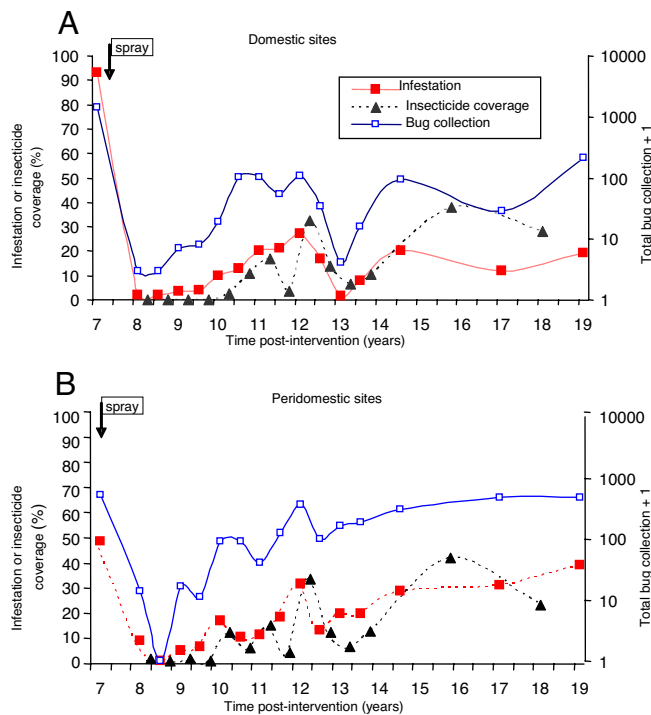 A
spray
Domestic sites
Infestation
Insecticide coverage
Bug collection
100
90
80
70
60
50
40
30
20
10
0
10000
1000
100
10
1
Infestation or insecticide
coverage (%)
Total bug collection + 1
7 8 9 10 11 12 13 14 15 16 17 18 19
Time post-intervention (years)
B
spray
Peridomestic sites
100
90
80
70
60
50
40
30
20
10
0
10000
1000
100
10
1
Infestation or insecticide
coverage (%)
Total bug collection + 1
7 8 9 10 11 12 13 14 15 16 17 18 19
Time post-intervention (years)